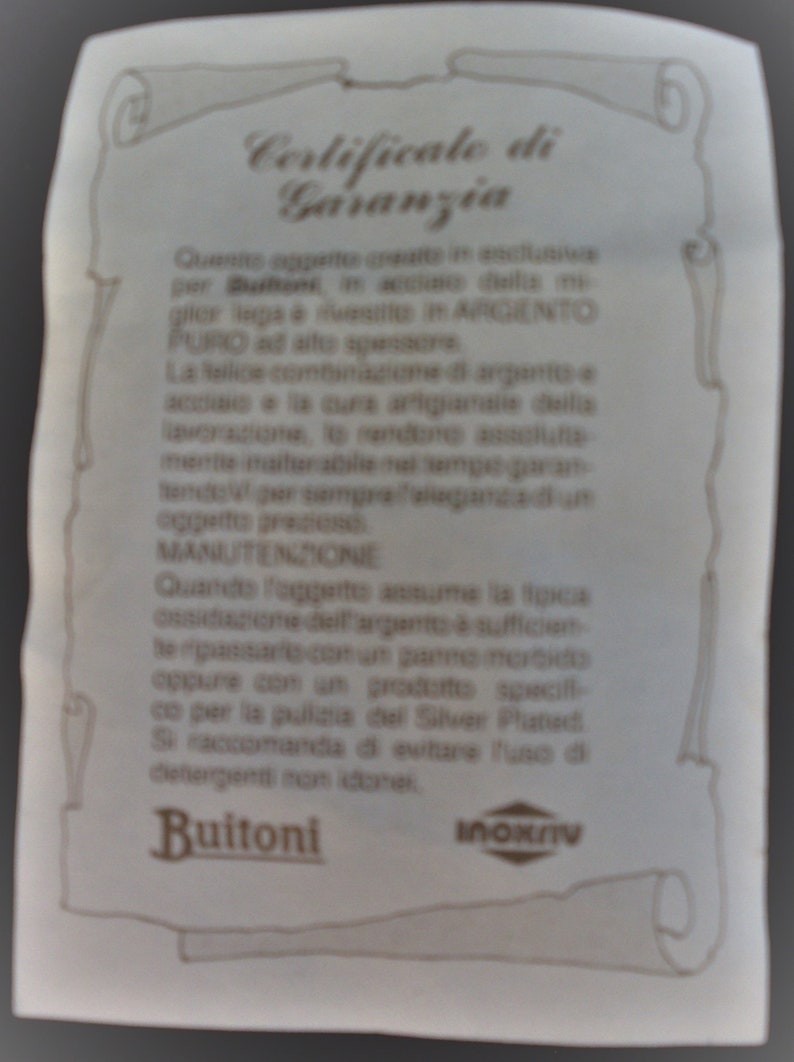 Certificato di
Garanzia
Questo oggetto creato in esclusiva
per Buitoni, in acciaio della mi-
glior lega è rivestito in ARGENTO
PURO ad alto spessore.
La felice combinazione di argento e
acciaio e la cura artigianale della
lavorazione, lo rendono assoluta-
mente inalterabile nel tempo garan-
tendoVi per sempre l'eleganza di un
oggetto prezioso.
MANUTENZIONE
Quando l'oggetto assume la tipica
ossidazione dell'argento è sufficien-
te ripassarlo con un panno morbido
oppure con un prodotto specifi-
co per la pulizia del Silver Plated.
Si raccomanda di evitare l'uso di
detergenti non idonei.
Buitoni INOXRIV